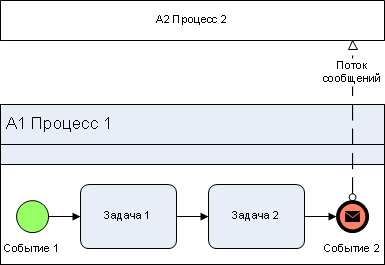 А2 Процесс 2
Поток
сообщений
А1 Процесс 1
Задача 1
Задача 2
Событие 1
Событие 2